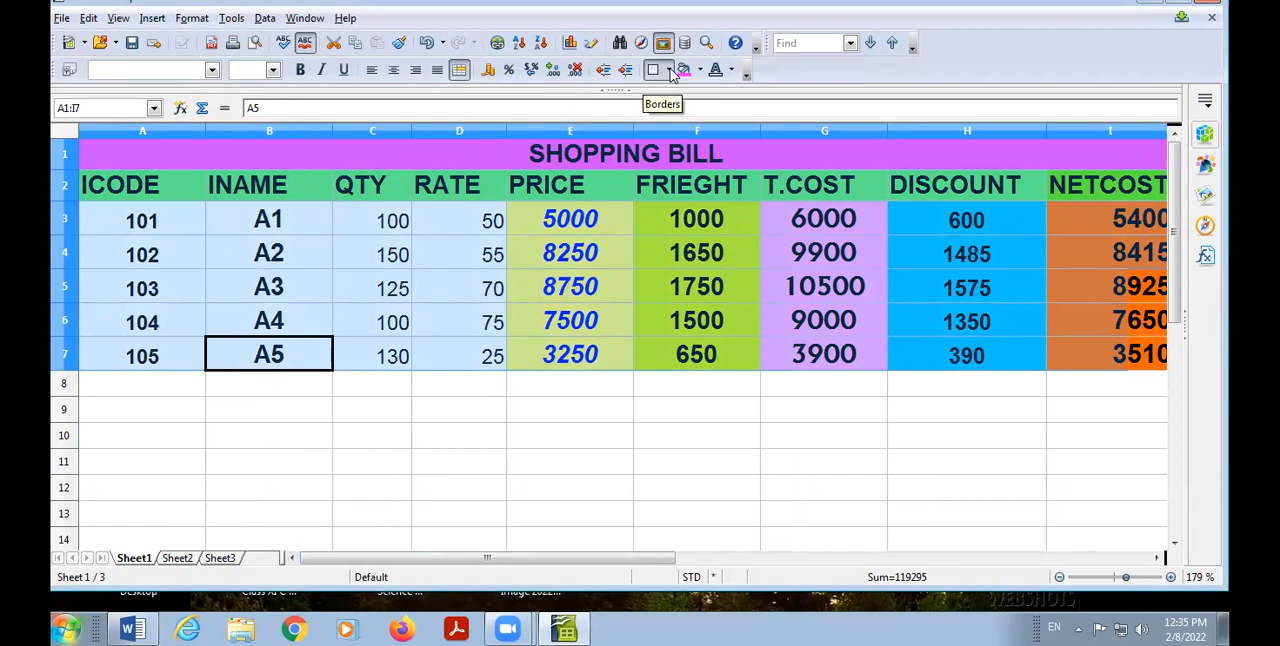 File Edit View Insert Format Tools Data Window Help
Find
Borders
A1:I7 A5
A B C D E F G H I
1 SHOPPING BILL
2 ICODE INAME QTY RATE PRICE FRIEGHT T.COST DISCOUNT NETCOST
3 101 A1 100 50 5000 1000 6000 600 5400
4 102 A2 150 55 8250 1650 9900 1485 8415
5 103 A3 125 70 8750 1750 10500 1575 8925
6 104 A4 100 75 7500 1500 9000 1350 7650
7 105 A5 130 25 3250 650 3900 390 3510
8
9
10
11
12
13
14
Sheet1 Sheet2 Sheet3
Sheet 1 / 3 Default STD * Sum=119295 179 %
WEBSHOTS
EN 12:35 PM
2/8/2022